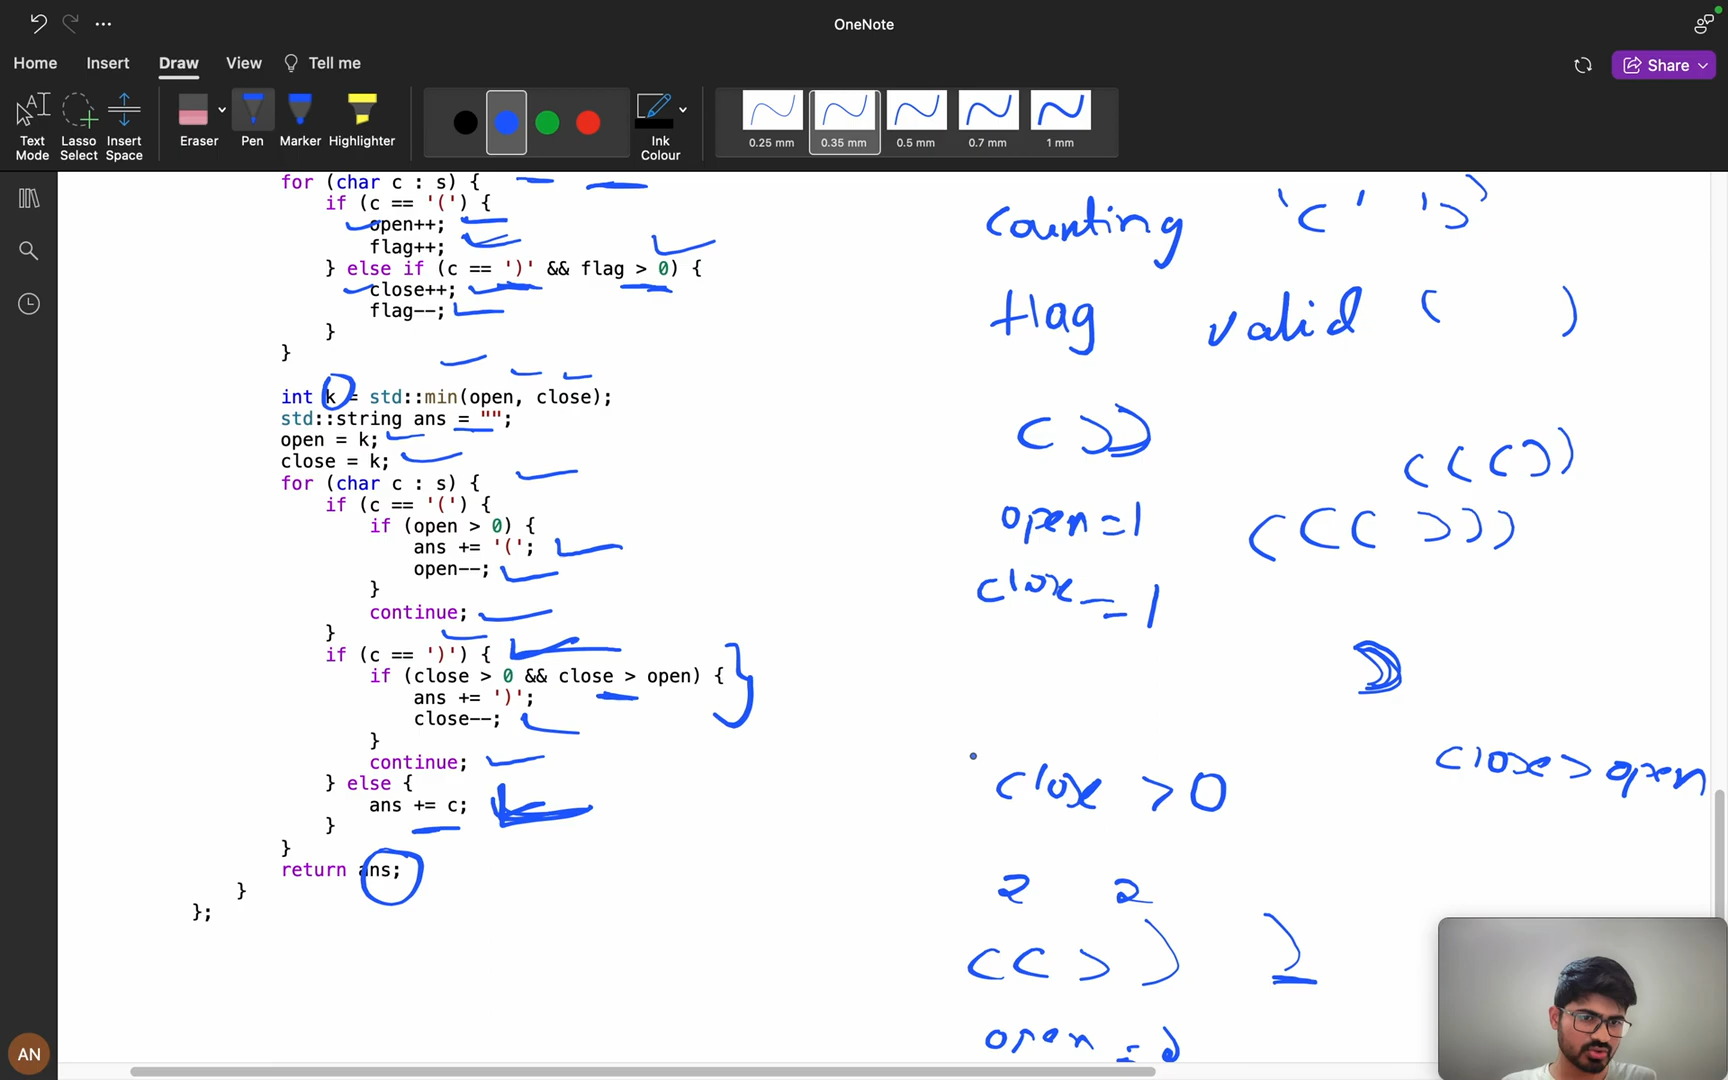 OneNote
Home Insert Draw View Tell me
Share
Text Mode
Lasso Select
Insert Space
Eraser
Pen
Marker
Highlighter
Ink Colour
0.25 mm
0.35 mm
0.5 mm
0.7 mm
1 mm
for (char c : s) {
if (c == '(') {
open++;
flag++;
} else if (c == ')' && flag > 0) {
close++;
flag--;
}
}
int k = std::min(open, close);
std::string ans = "";
open = k;
close = k;
for (char c : s) {
if (c == '(') {
if (open > 0) {
ans += '(';
open--;
}
continue;
}
if (c == ')') {
if (close > 0 && close > open) {
ans += ')';
close--;
}
continue;
} else {
ans += c;
}
}
return ans;
}
};
counting '(' ')'
flag valid ( )
( ) )
( ( ( ) )
open = 1
( ( ( ) ) )
close = 1
)
close > open
close > 0
2 2
( ( ) ) )
open = 2
AN